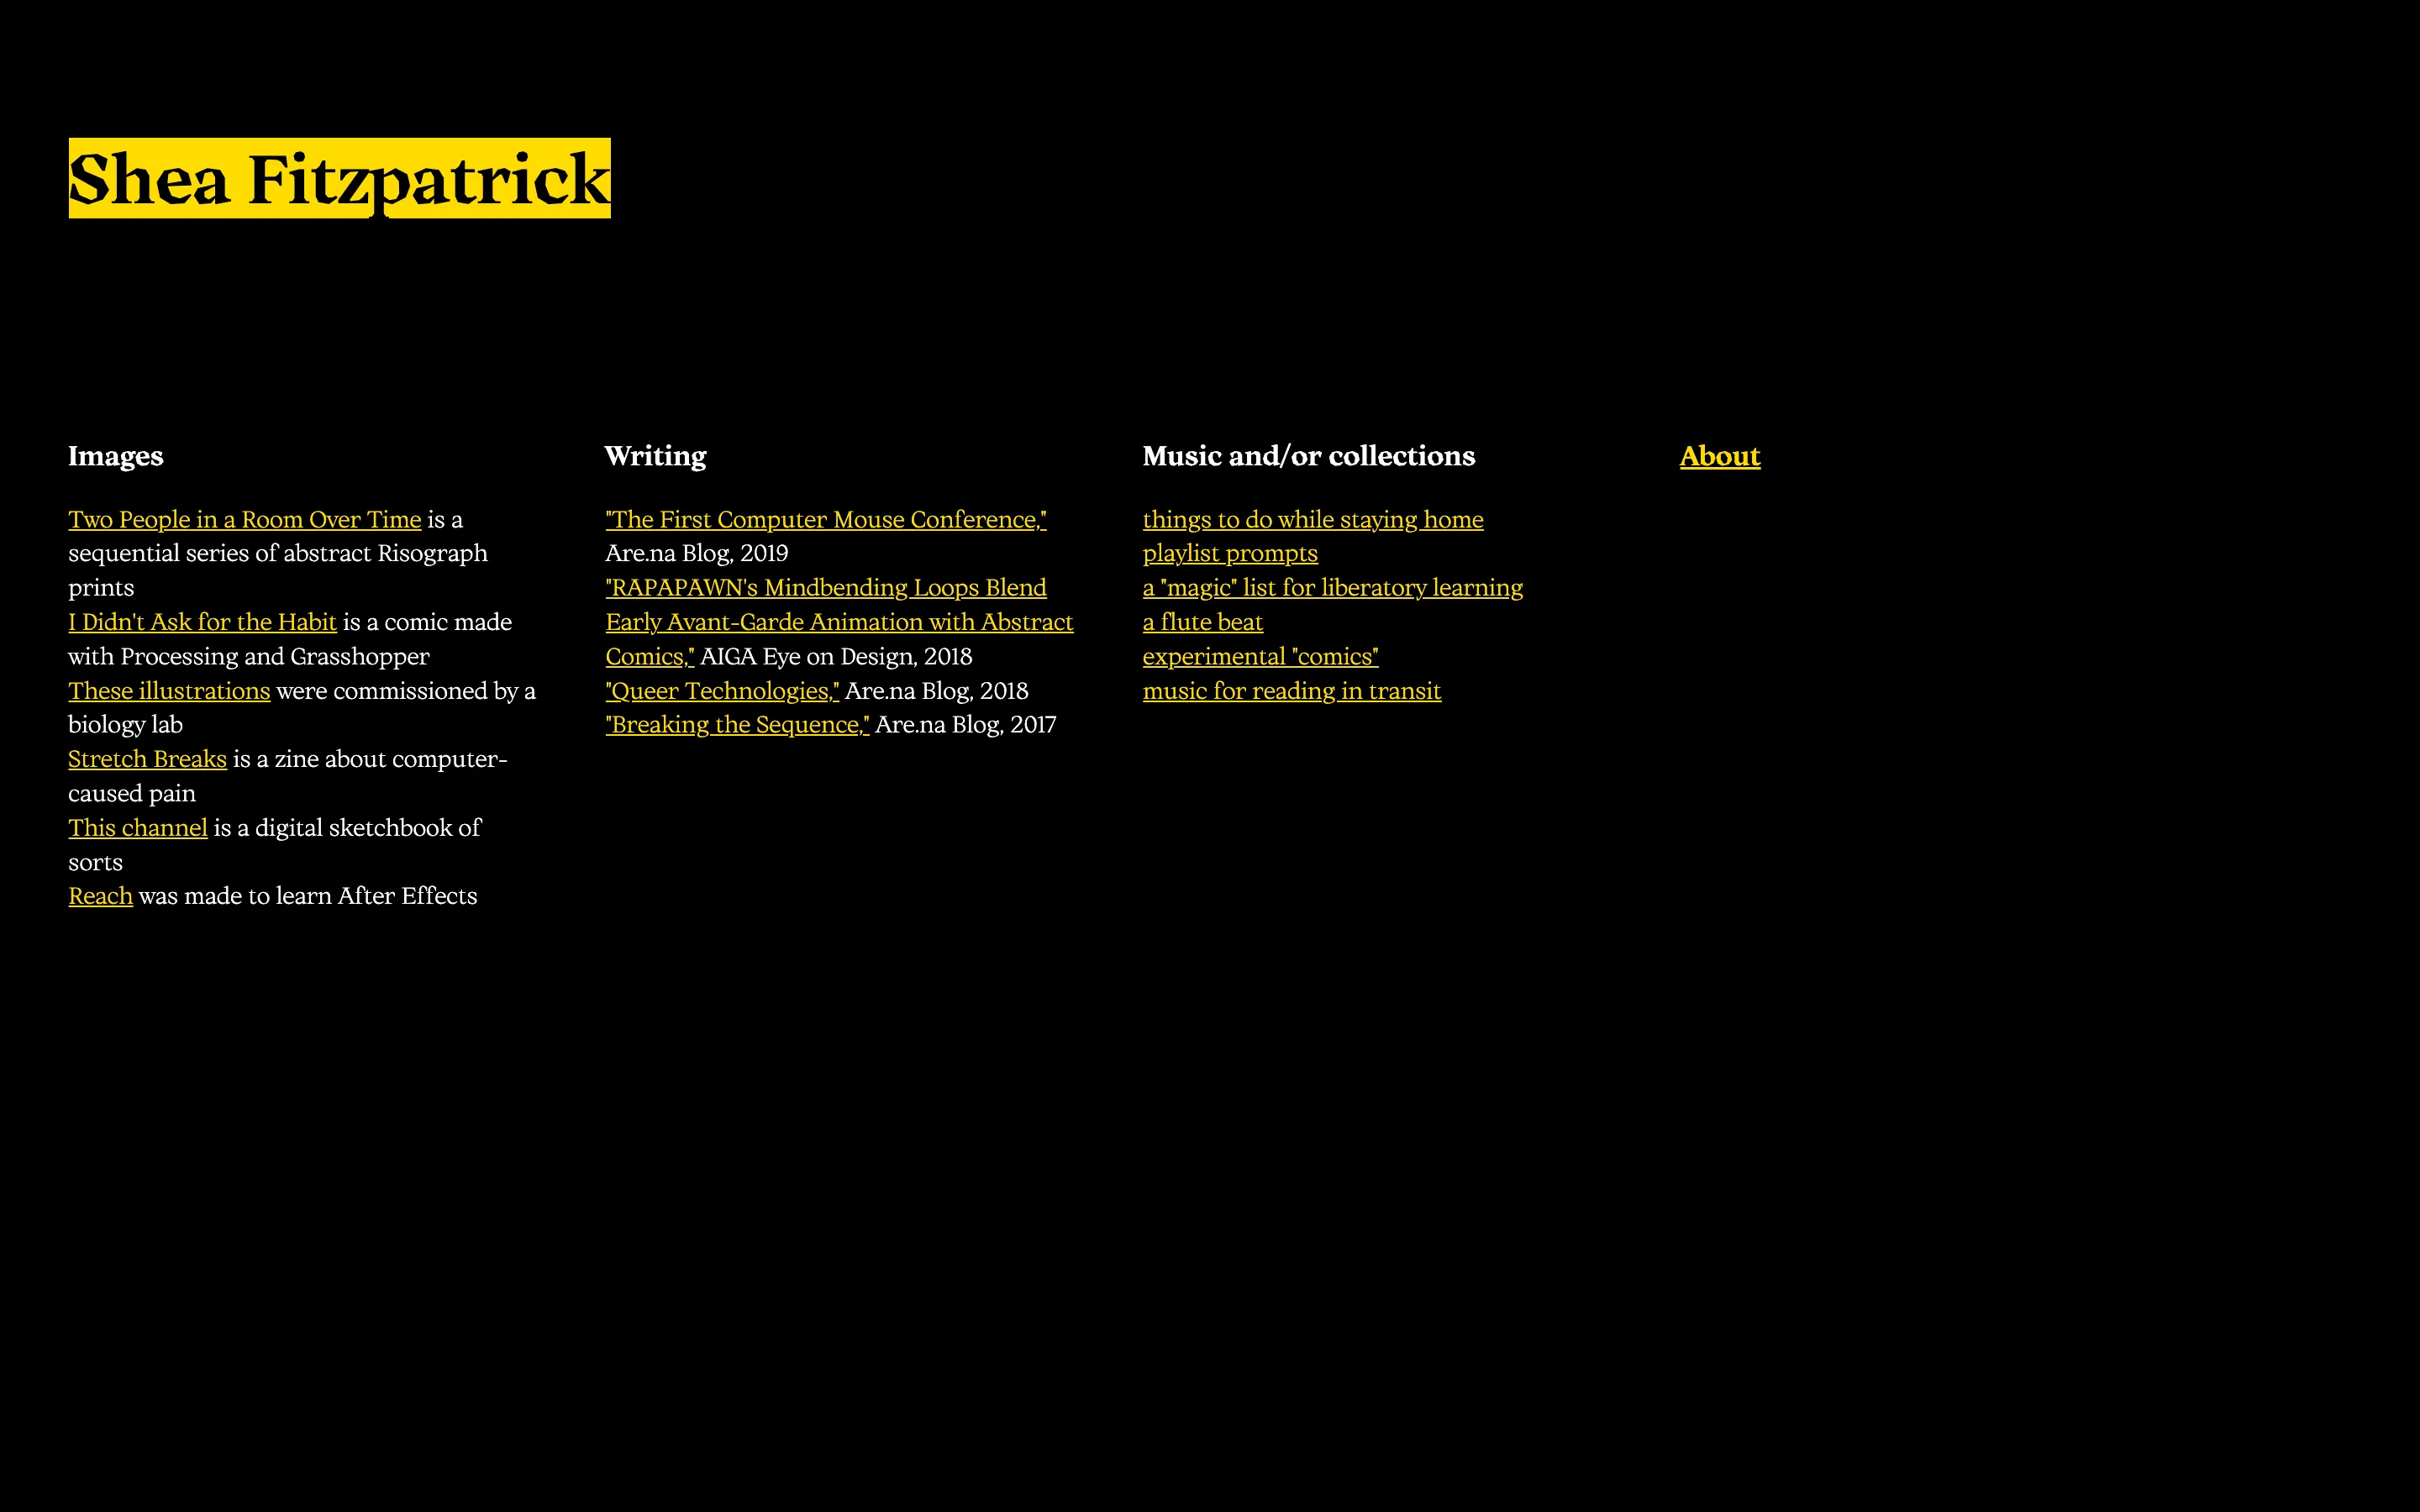 Shea Fitzpatrick
Images
Two People in a Room Over Time is a
sequential series of abstract Risograph
prints
I Didn't Ask for the Habit is a comic made
with Processing and Grasshopper
These illustrations were commissioned by a
biology lab
Stretch Breaks is a zine about computer-
caused pain
This channel is a digital sketchbook of
sorts
Reach was made to learn After Effects
Writing
"The First Computer Mouse Conference,"
Are.na Blog, 2019
"RAPAPAWN's Mindbending Loops Blend
Early Avant-Garde Animation with Abstract
Comics," AIGA Eye on Design, 2018
"Queer Technologies," Are.na Blog, 2018
"Breaking the Sequence," Are.na Blog, 2017
Music and/or collections
things to do while staying home
playlist prompts
a "magic" list for liberatory learning
a flute beat
experimental "comics"
music for reading in transit
About